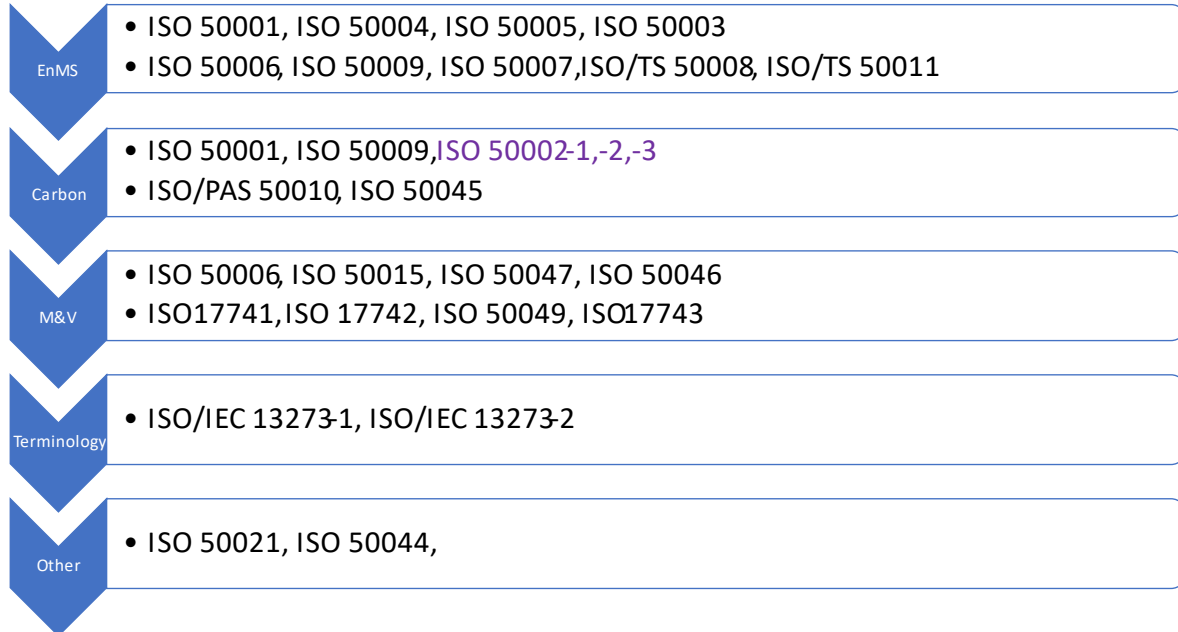 EnMS
• ISO 50001, ISO 50004, ISO 50005, ISO 50003
• ISO 50006, ISO 50009, ISO 50007,ISO/TS 50008, ISO/TS 50011
Carbon
• ISO 50001, ISO 50009,ISO 50002-1,-2,-3
• ISO/PAS 50010, ISO 50045
M&V
• ISO 50006, ISO 50015, ISO 50047, ISO 50046
• ISO17741,ISO 17742, ISO 50049, ISO17743
Terminology
• ISO/IEC 13273-1, ISO/IEC 13273-2
Other
• ISO 50021, ISO 50044,